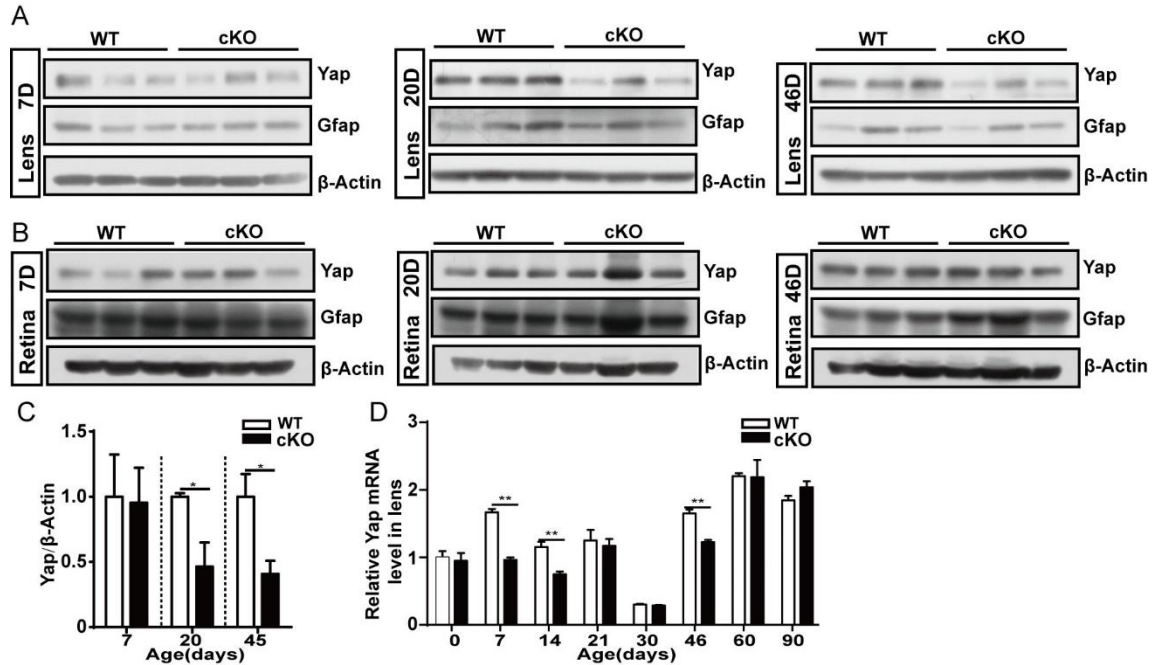 A
WT cKO
Lens 7D
Yap
Gfap
β-Actin
WT cKO
Lens 20D
Yap
Gfap
β-Actin
WT cKO
Lens 46D
Yap
Gfap
β-Actin
B
WT cKO
Retina 7D
Yap
Gfap
β-Actin
WT cKO
Retina 20D
Yap
Gfap
β-Actin
WT cKO
Retina 46D
Yap
Gfap
β-Actin
C
WT
cKO
Yap/β-Actin
1.5
1.0
0.5
0.0
* *
7 20 45
Age(days)
D
WT
cKO
Relative Yap mRNA
level in lens
3
2
1
0
** ** **
0 7 14 21 30 46 60 90
Age(days)